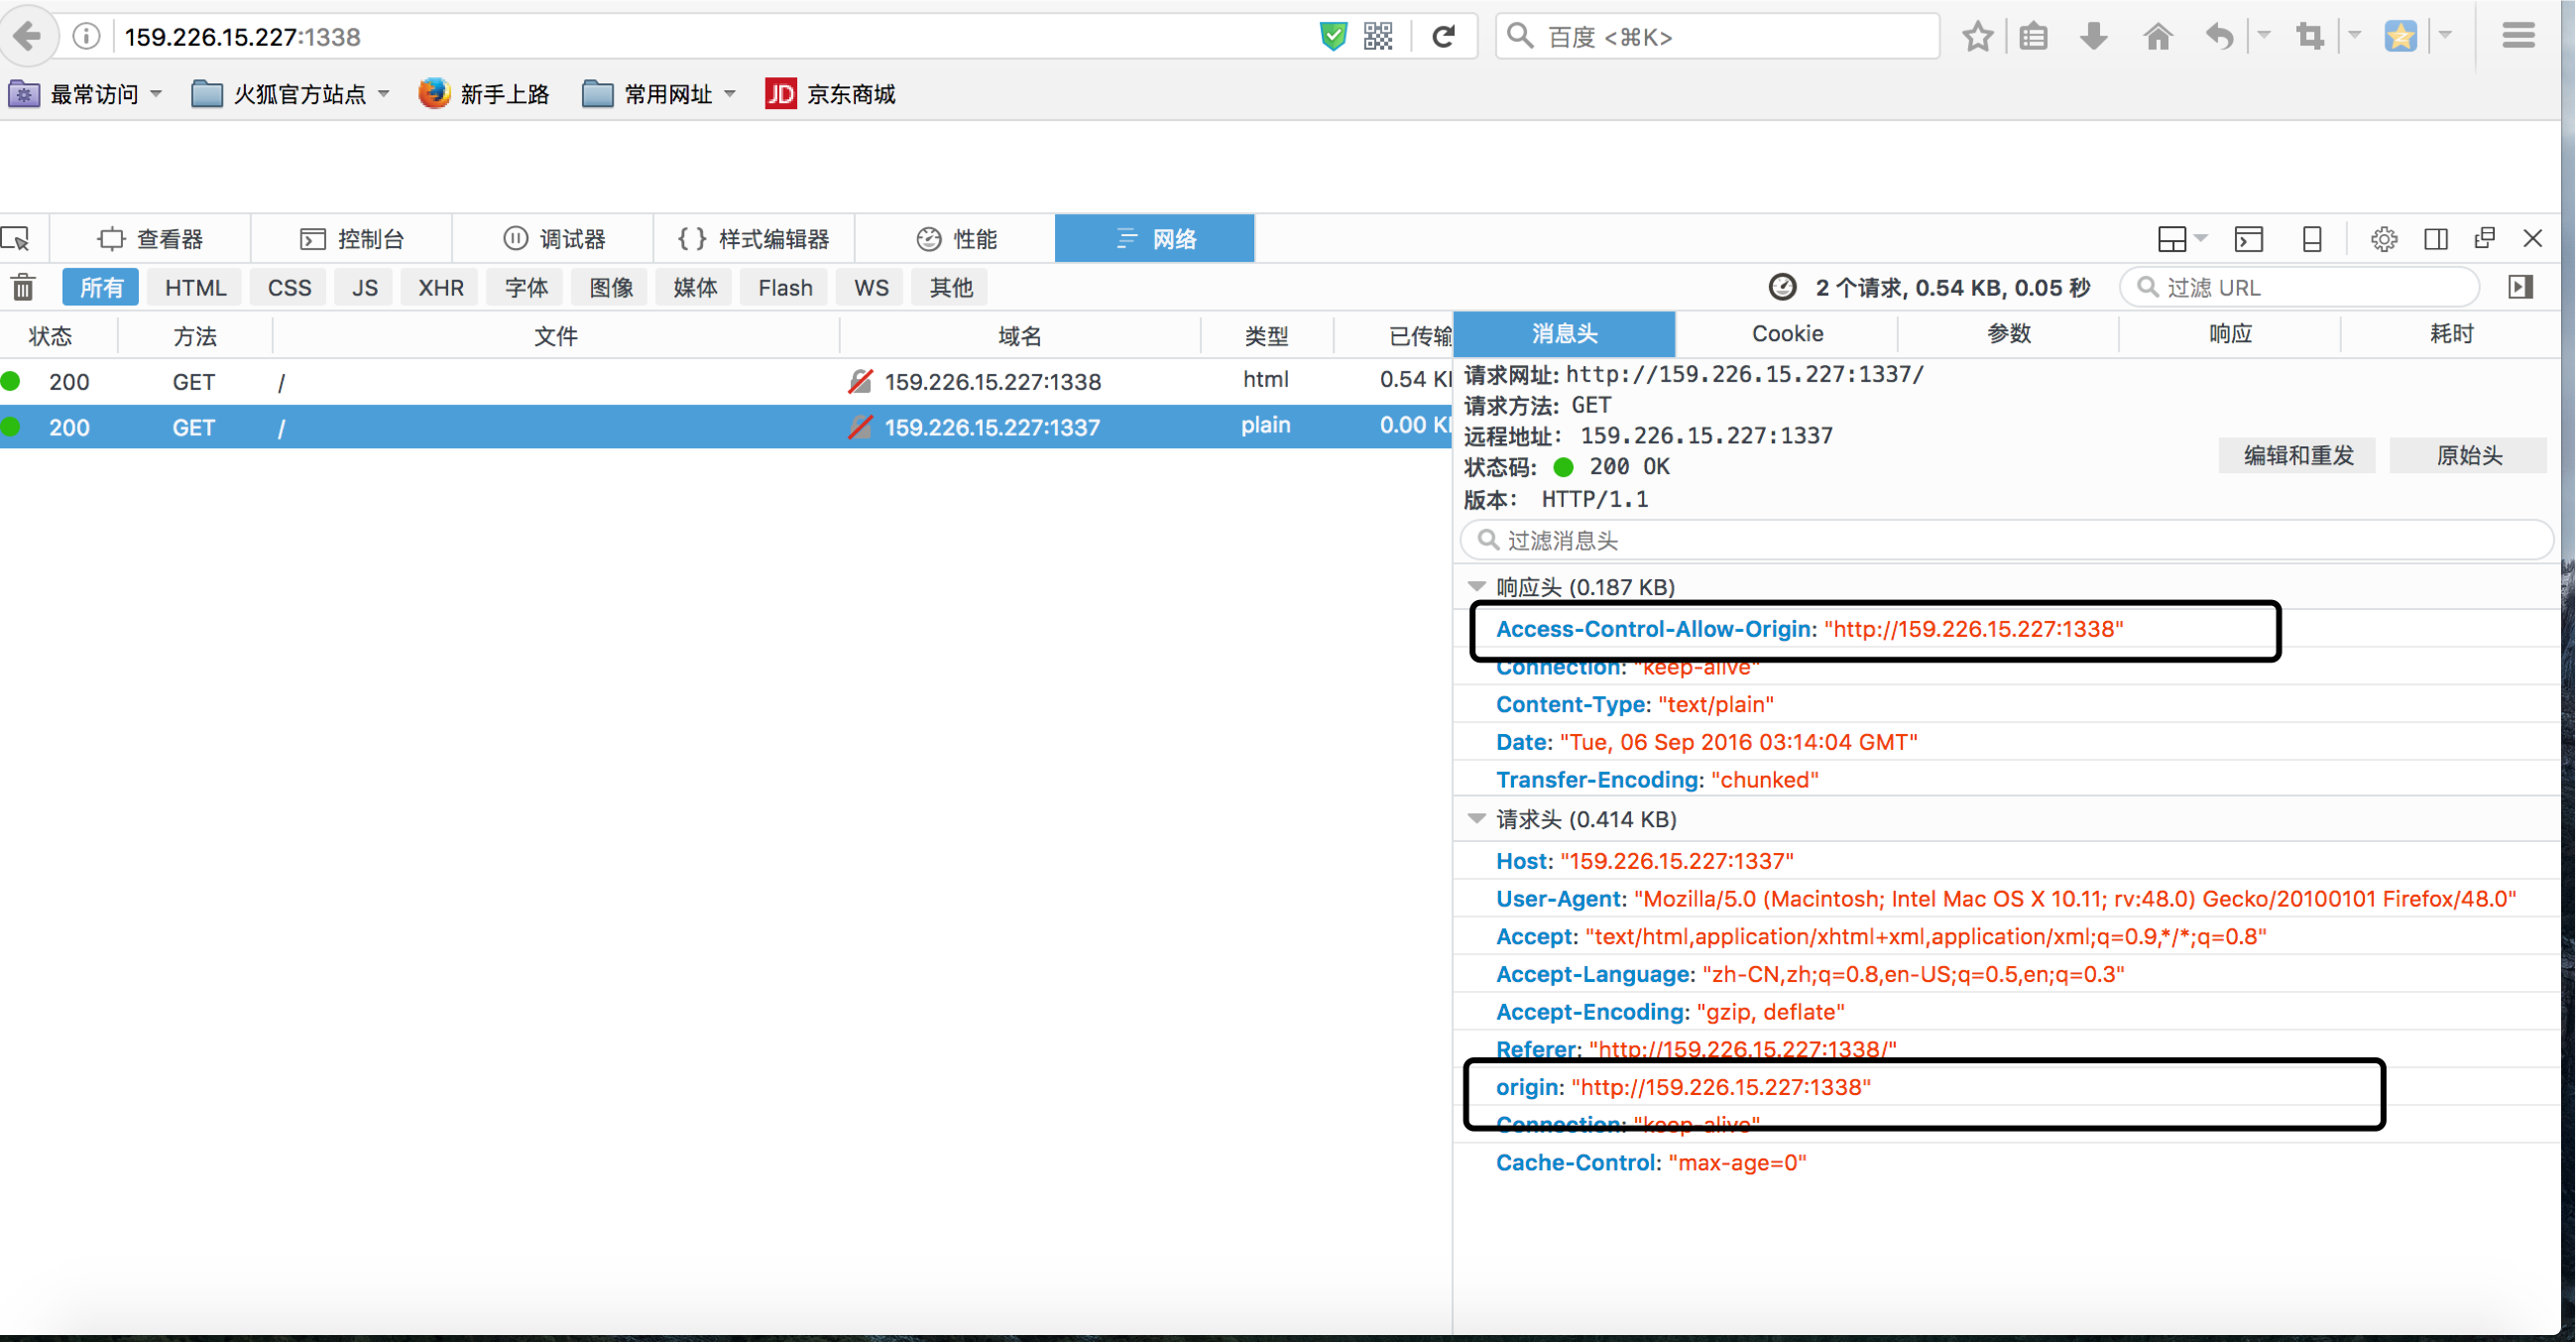 159.226.15.227:1338
百度 <⌘K>
最常访问 火狐官方站点 新手上路 常用网址 JD 京东商城
查看器 控制台 调试器 { } 样式编辑器 性能 网络
所有 HTML CSS JS XHR 字体 图像 媒体 Flash WS 其他 2 个请求, 0.54 KB, 0.05 秒 过滤 URL
状态 方法 文件 域名 类型 已传输
200 GET / 159.226.15.227:1338 html 0.54 KI
200 GET / 159.226.15.227:1337 plain 0.00 KI
消息头 Cookie 参数 响应 耗时
请求网址: http://159.226.15.227:1337/
请求方法: GET
远程地址: 159.226.15.227:1337
状态码: 200 OK
编辑和重发 原始头
版本: HTTP/1.1
过滤消息头
响应头 (0.187 KB)
Access-Control-Allow-Origin: "http://159.226.15.227:1338"
Connection: "keep-alive"
Content-Type: "text/plain"
Date: "Tue, 06 Sep 2016 03:14:04 GMT"
Transfer-Encoding: "chunked"
请求头 (0.414 KB)
Host: "159.226.15.227:1337"
User-Agent: "Mozilla/5.0 (Macintosh; Intel Mac OS X 10.11; rv:48.0) Gecko/20100101 Firefox/48.0"
Accept: "text/html,application/xhtml+xml,application/xml;q=0.9,*/*;q=0.8"
Accept-Language: "zh-CN,zh;q=0.8,en-US;q=0.5,en;q=0.3"
Accept-Encoding: "gzip, deflate"
Referer: "http://159.226.15.227:1338/"
origin: "http://159.226.15.227:1338"
Connection: "keep-alive"
Cache-Control: "max-age=0"